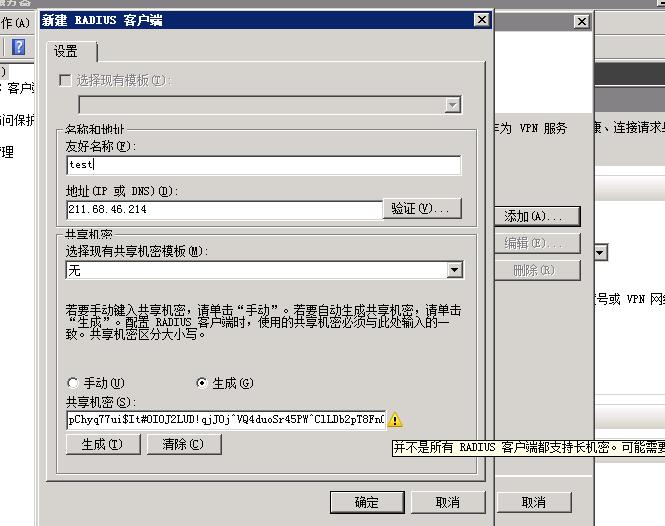 新建 RADIUS 客户端
作(A)
设置
选择现有模板(T):
客户端
名称和地址
友好名称(F):
test
地址(IP 或 DNS)(D):
211.68.46.214
验证(V)...
问保护
管理
作为 VPN 服务
康、连接请求
添加(A)...
编辑(E)...
删除(R)
共享机密
选择现有共享机密模板(M):
无
号或 VPN 网
若要手动键入共享机密，请单击“手动”。若要自动生成共享机密，请单击
“生成”。配置 RADIUS 客户端时，使用的共享机密必须与此处输入的一
致。共享机密区分大小写。
手动(U)
生成(G)
共享机密(S):
生成(T)
清除(C)
并不是所有 RADIUS 客户端都支持长机密。可能需要
确定
取消
取消